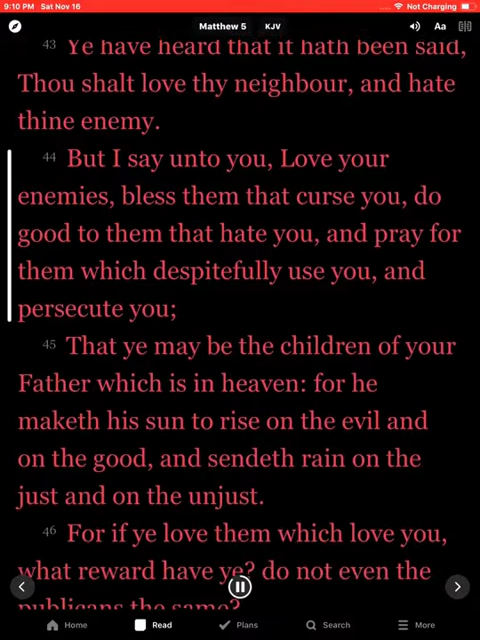 9:10 PM Sat Nov 16
Not Charging
Matthew 5 KJV Aa
43 Ye have heard that it hath been said,
Thou shalt love thy neighbour, and hate
thine enemy.
44 But I say unto you, Love your
enemies, bless them that curse you, do
good to them that hate you, and pray for
them which despitefully use you, and
persecute you;
45 That ye may be the children of your
Father which is in heaven: for he
maketh his sun to rise on the evil and
on the good, and sendeth rain on the
just and on the unjust.
46 For if ye love them which love you,
what reward have ye? do not even the
publicans the same?
Home Read Plans Search More